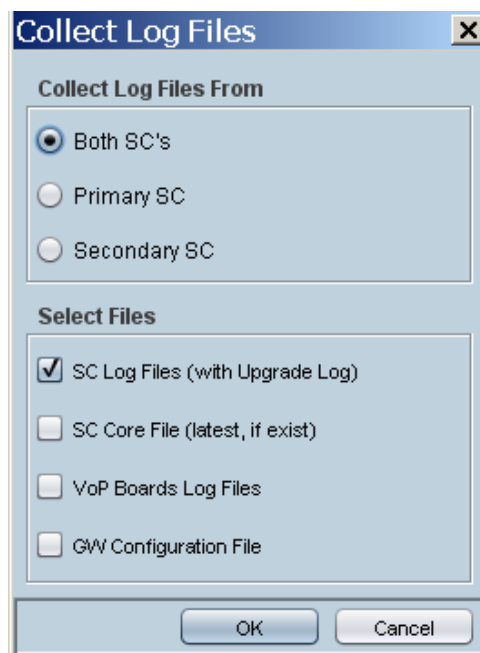 Collect Log Files
Collect Log Files From
Both SC's
Primary SC
Secondary SC
Select Files
SC Log Files (with Upgrade Log)
SC Core File (latest, if exist)
VoP Boards Log Files
GW Configuration File
OK Cancel